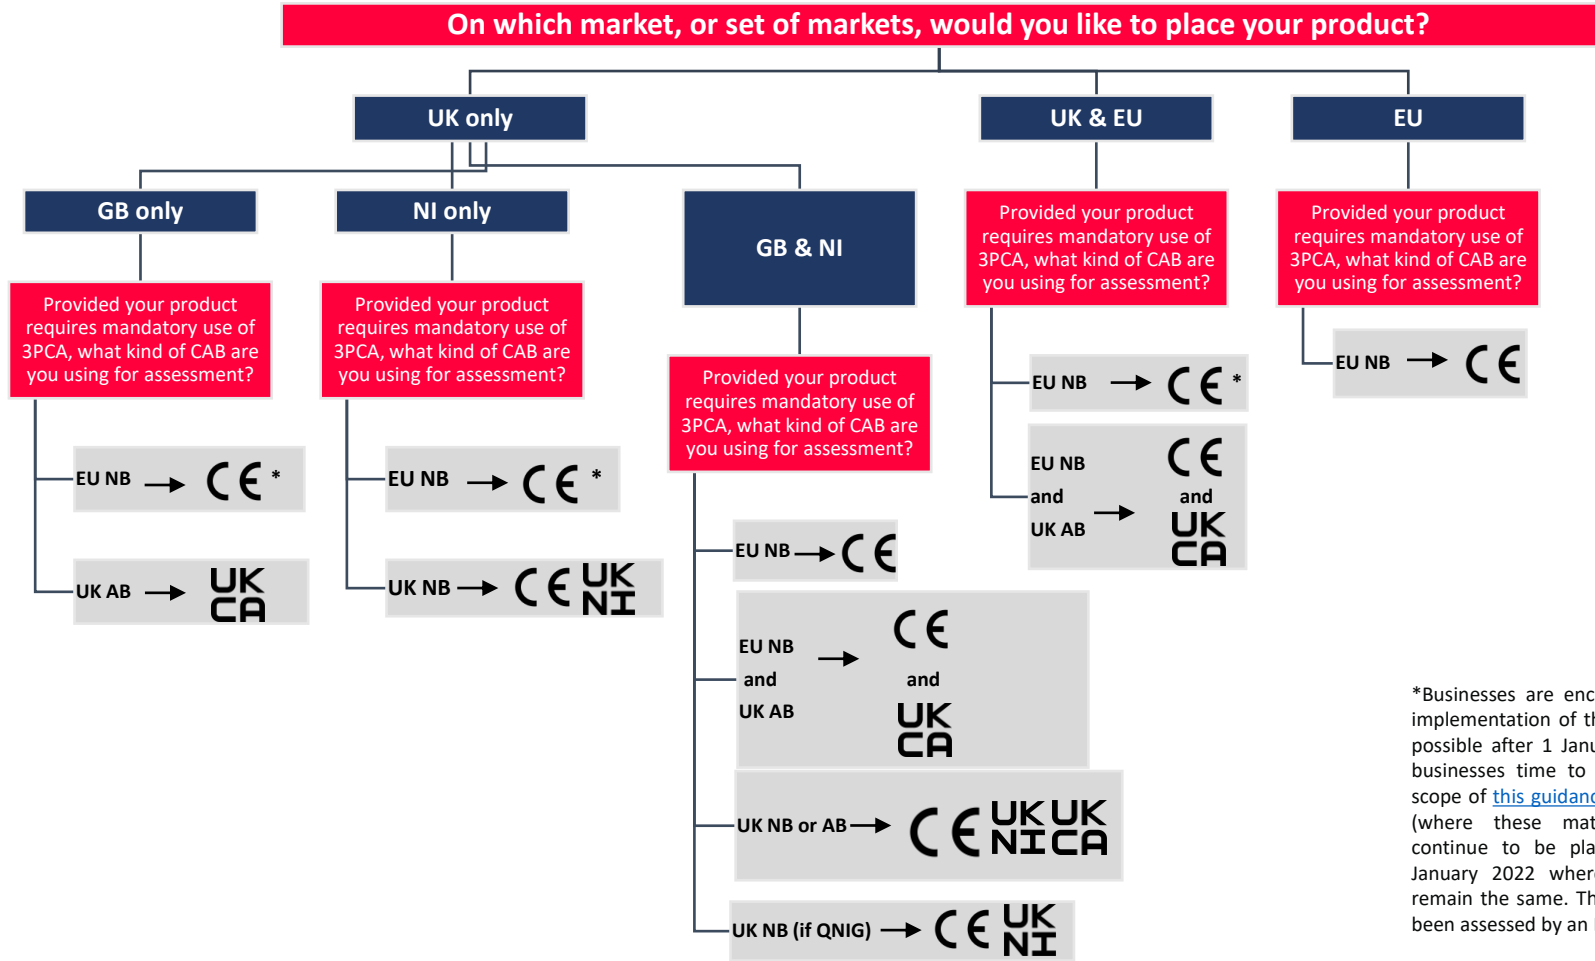 On which market, or set of markets, would you like to place your product?
UK only
UK & EU
EU
GB only
NI only
GB & NI
Provided your product
requires mandatory use of
3PCA, what kind of CAB are
you using for assessment?
Provided your product
requires mandatory use of
3PCA, what kind of CAB are
you using for assessment?
Provided your product
requires mandatory use of
3PCA, what kind of CAB are
you using for assessment?
Provided your product
requires mandatory use of
3PCA, what kind of CAB are
you using for assessment?
Provided your product
requires mandatory use of
3PCA, what kind of CAB are
you using for assessment?
EU NB → CE *
UK AB → UK
CA
EU NB → CE *
UK NB → CE UK
NI
EU NB → CE
EU NB
and
UK AB
→
CE
and
UK
CA
UK NB or AB → CE UK UK
NI CA
UK NB (if QNIG) → CE UK
NI
EU NB → CE *
EU NB
and
UK AB
→
CE
and
UK
CA
EU NB → CE
*Businesses are enc
implementation of th
possible after 1 Janu
businesses time to
scope of this guidanc
(where these mat
continue to be pla
January 2022 where
remain the same. Th
been assessed by an